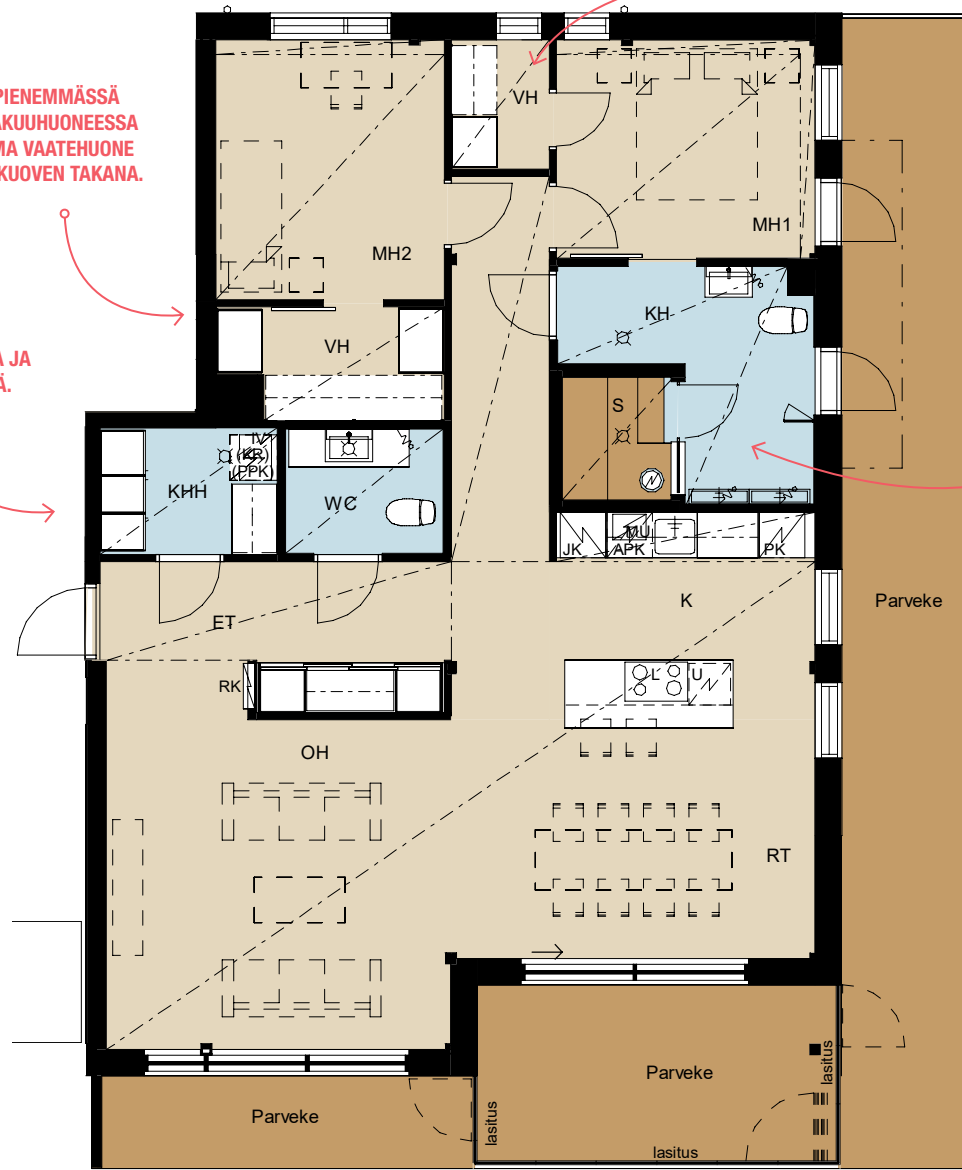 PIENEMMÄSSÄ
AKUUHUONEESSA
MA VAATEHUONE
KUOVEN TAKANA.
VH
MH2
MH1
VH
KH
A JA
Ä.
S
KHH
IV
(KR)
(PPK)
WC
JK
MU
APK
PK
ET
K
Parveke
RK
L
U
OH
RT
Parveke
lasitus
Parveke
lasitus
lasitus